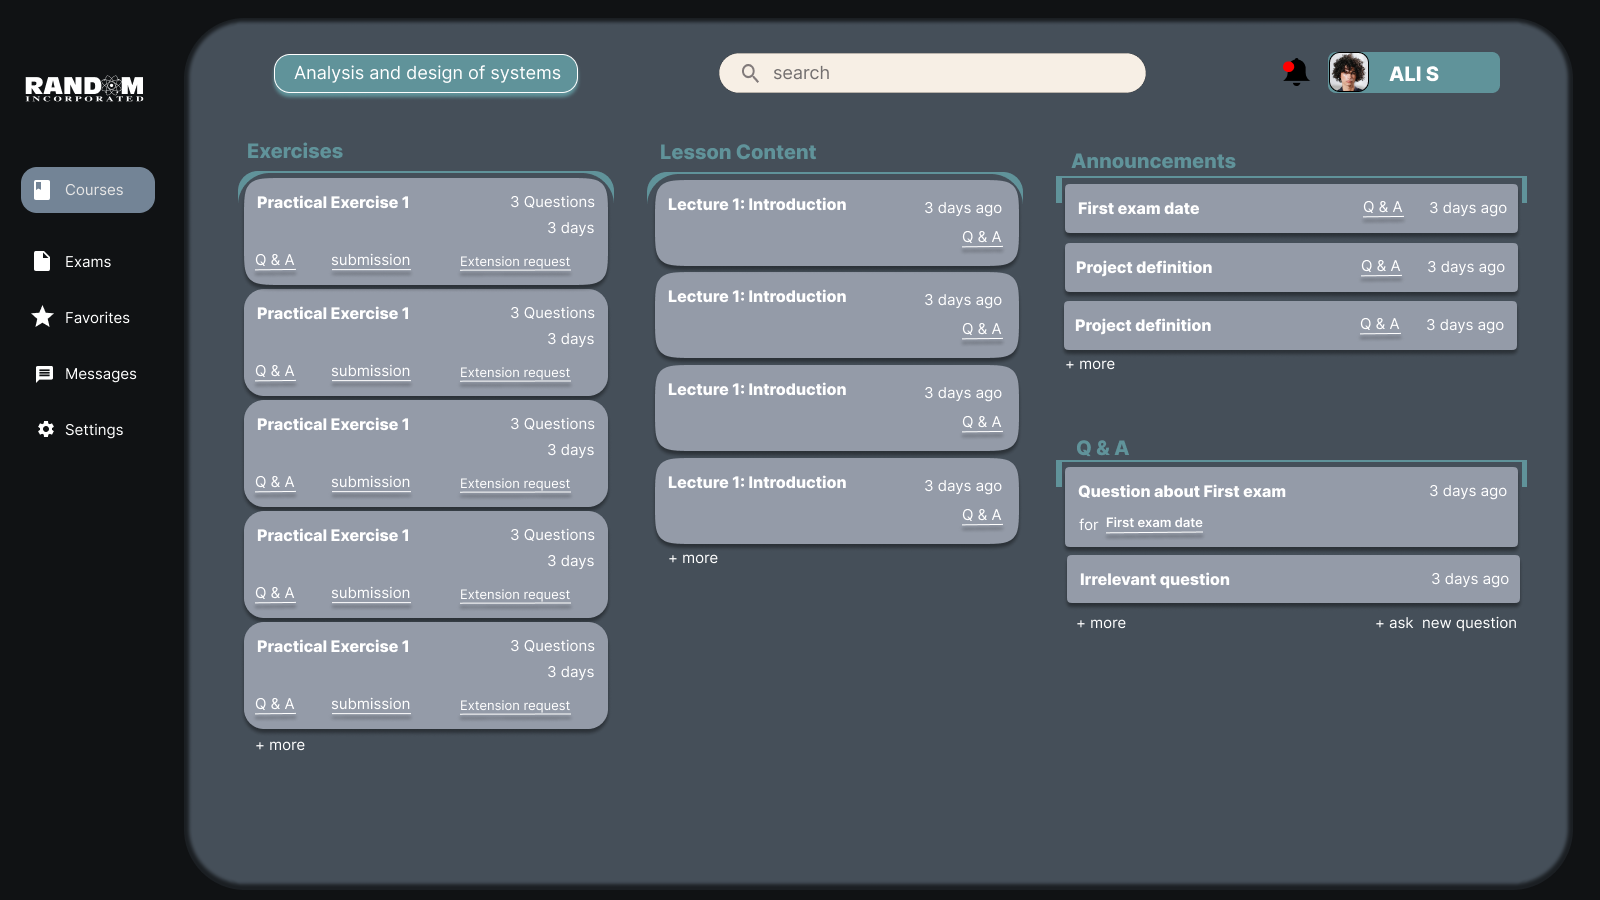 RANDOM
INCORPORATED
Courses
Exams
Favorites
Messages
Settings
Analysis and design of systems
search
ALI S
Exercises
Practical Exercise 1
3 Questions
3 days
Q & A
submission
Extension request
Practical Exercise 1
3 Questions
3 days
Q & A
submission
Extension request
Practical Exercise 1
3 Questions
3 days
Q & A
submission
Extension request
Practical Exercise 1
3 Questions
3 days
Q & A
submission
Extension request
Practical Exercise 1
3 Questions
3 days
Q & A
submission
Extension request
+ more
Lesson Content
Lecture 1: Introduction
3 days ago
Q & A
Lecture 1: Introduction
3 days ago
Q & A
Lecture 1: Introduction
3 days ago
Q & A
Lecture 1: Introduction
3 days ago
Q & A
+ more
Announcements
First exam date
Q & A
3 days ago
Project definition
Q & A
3 days ago
Project definition
Q & A
3 days ago
+ more
Q & A
Question about First exam
3 days ago
for First exam date
Irrelevant question
3 days ago
+ more
+ ask new question